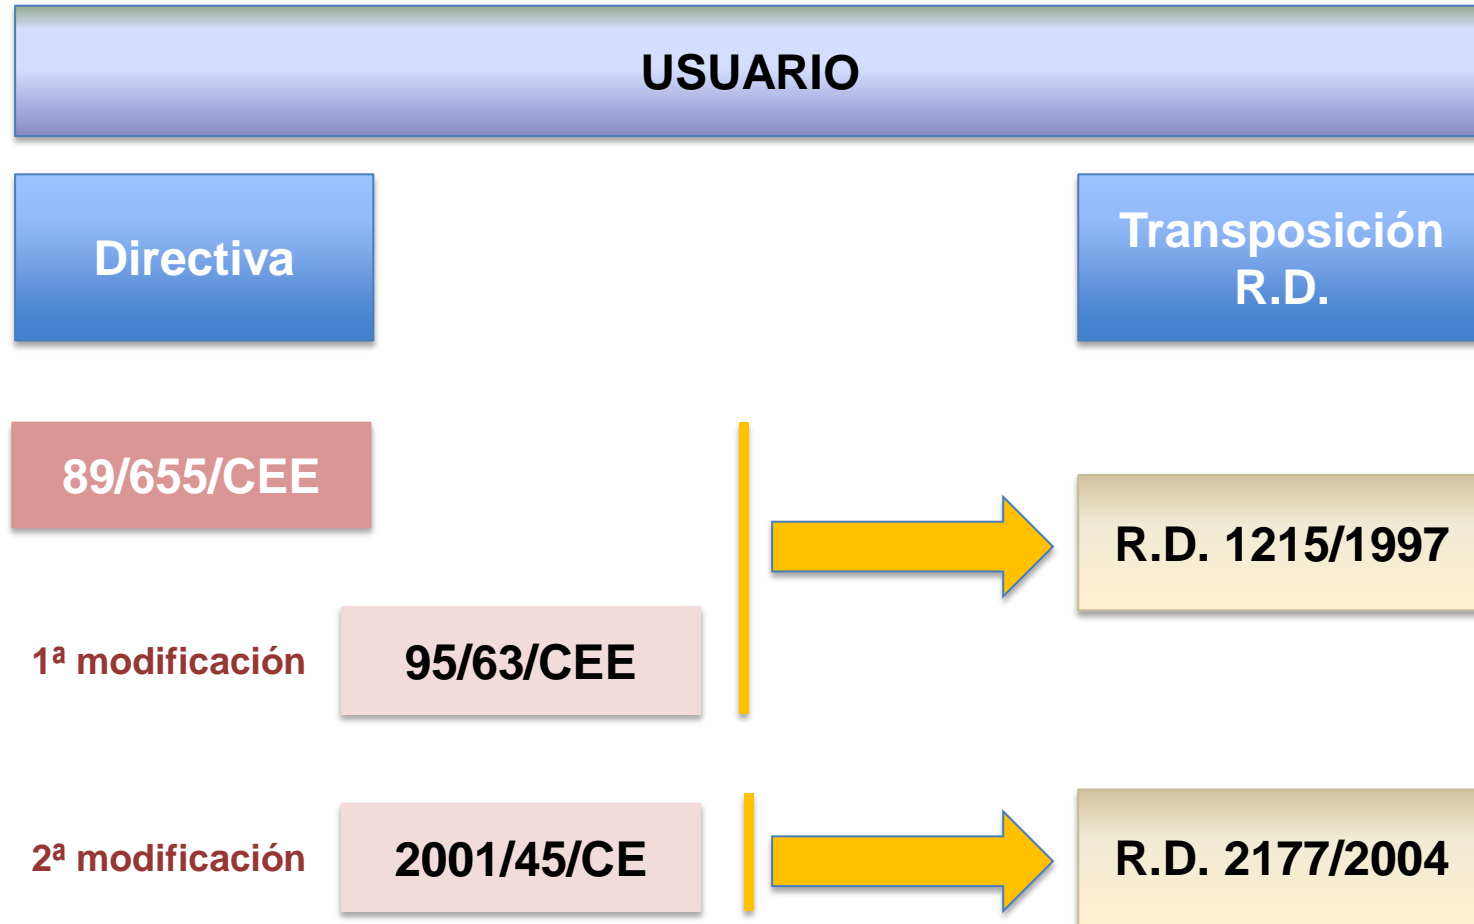 USUARIO
Directiva
Transposición
R.D.
89/655/CEE
R.D. 1215/1997
1ª modificación
95/63/CEE
2ª modificación
2001/45/CE
R.D. 2177/2004